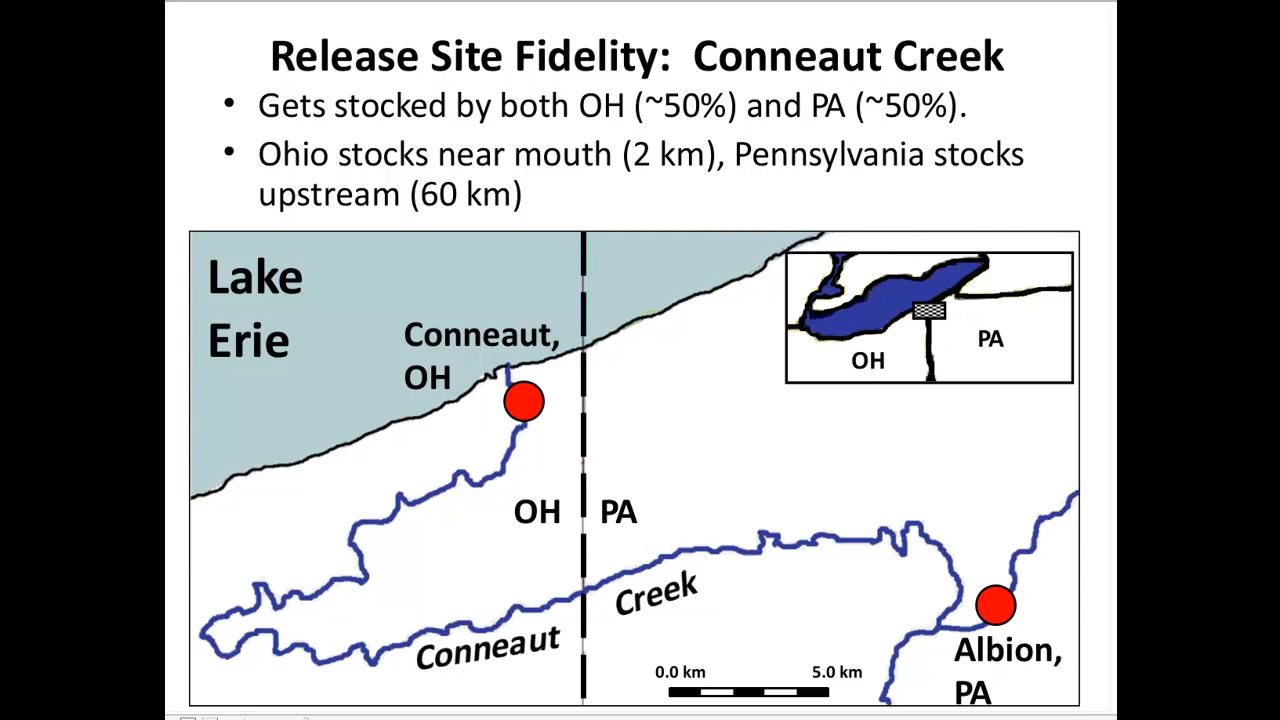 Release Site Fidelity:  Conneaut Creek
• Gets stocked by both OH (~50%) and PA (~50%).
• Ohio stocks near mouth (2 km), Pennsylvania stocks
upstream (60 km)
Lake
Erie
Conneaut,
OH
OH
PA
OH
PA
Conneaut
Creek
Albion,
PA
0.0 km
5.0 km